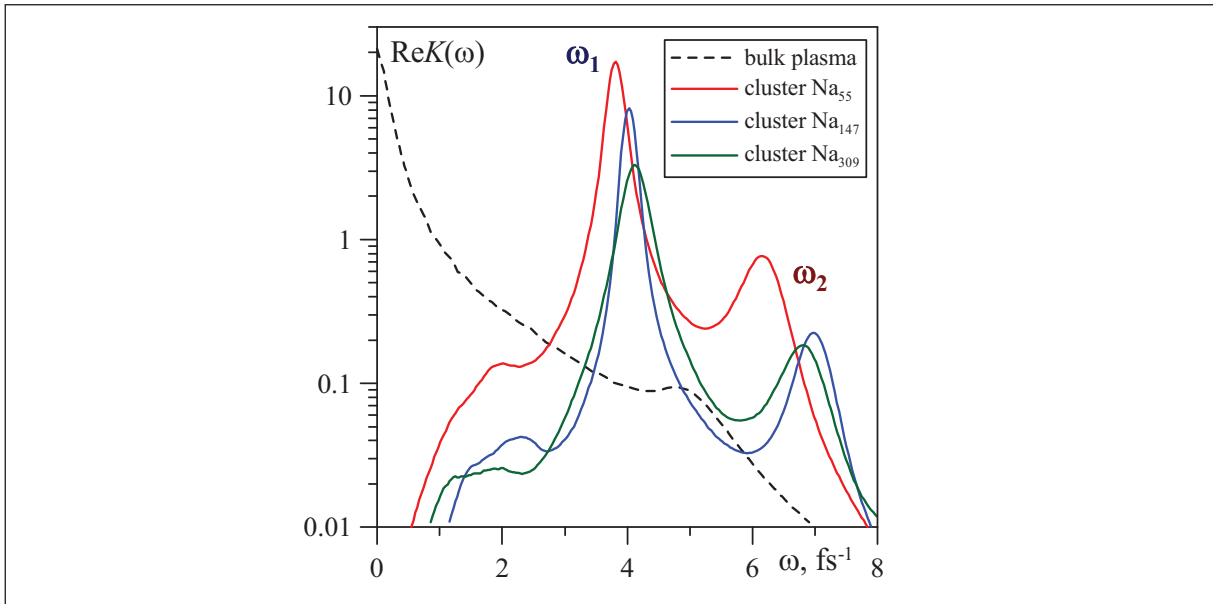 ReK(ω)
ω1
ω2
bulk plasma
cluster Na55
cluster Na147
cluster Na309
10
1
0.1
0.01
0 2 4 6 8
ω, fs-1